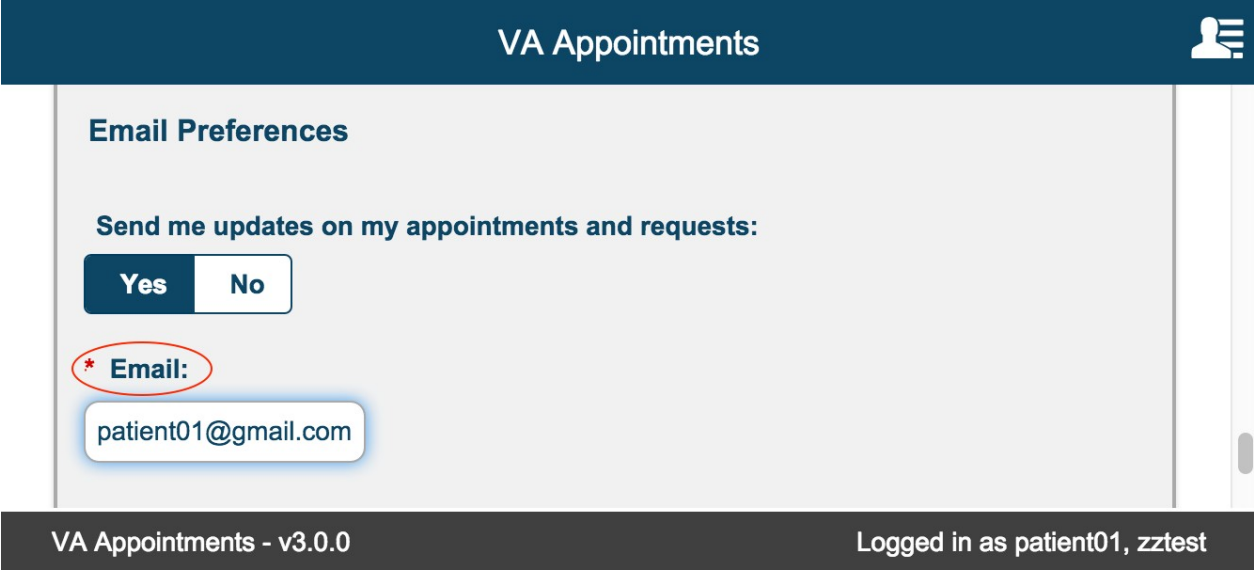 VA Appointments
Email Preferences
Send me updates on my appointments and requests:
Yes No
* Email:
patient01@gmail.com
VA Appointments - v3.0.0 Logged in as patient01, zztest